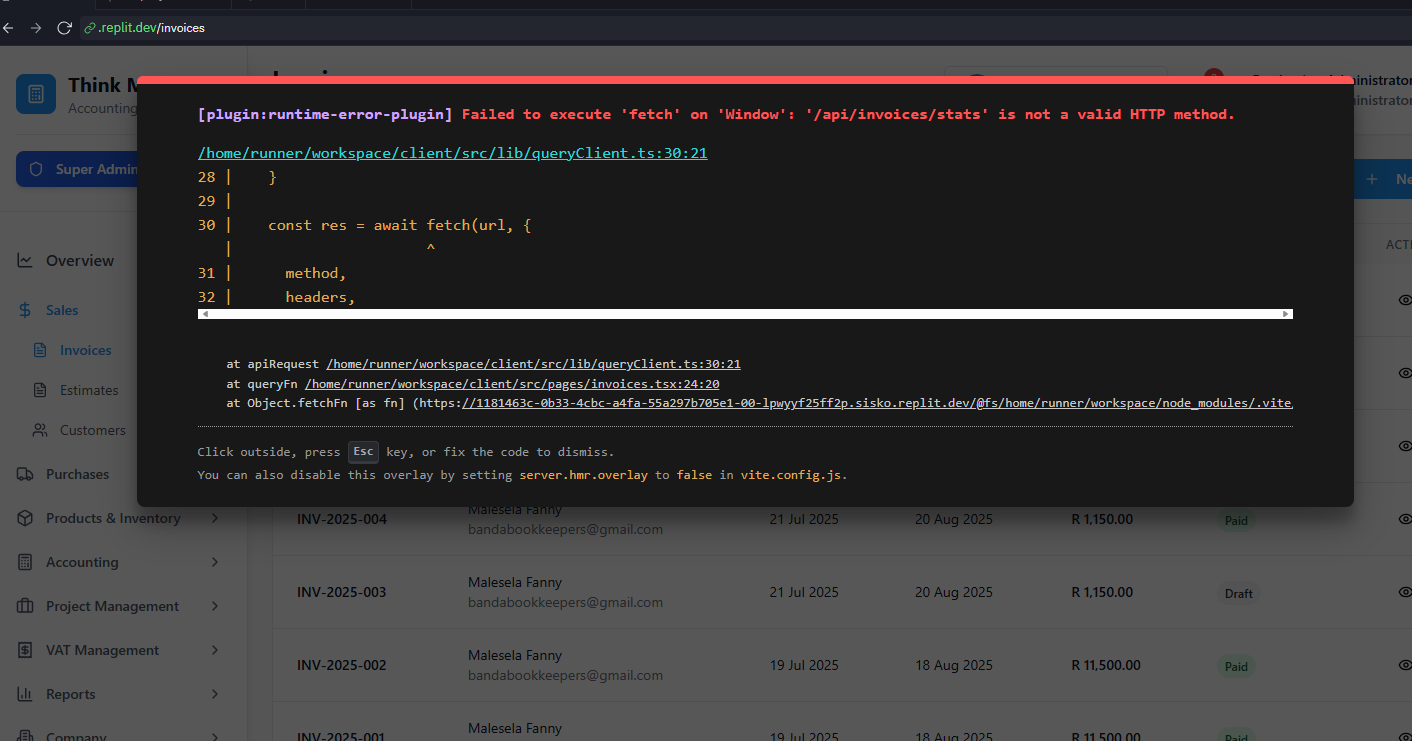 .replit.dev/invoices
Think
Accounting
Administrator
Super Admin
Overview
Sales
Invoices
Estimates
Customers
Purchases
Products & Inventory
Accounting
Project Management
VAT Management
Reports
Company
[plugin:runtime-error-plugin] Failed to execute 'fetch' on 'Window': '/api/invoices/stats' is not a valid HTTP method.
/home/runner/workspace/client/src/lib/queryClient.ts:30:21
28 |    }
29 |
30 |    const res = await fetch(url, {
   |                      ^
31 |      method,
32 |      headers,
at apiRequest /home/runner/workspace/client/src/lib/queryClient.ts:30:21
at queryFn /home/runner/workspace/client/src/pages/invoices.tsx:24:20
at Object.fetchFn [as fn] (https://1181463c-0b33-4cbc-a4fa-55a297b705e1-00-lpwyyf25ff2p.sisko.replit.dev/@fs/home/runner/workspace/node_modules/.vite/
Click outside, press Esc key, or fix the code to dismiss.
You can also disable this overlay by setting server.hmr.overlay to false in vite.config.js.
INV-2025-004 Malesela Fanny 21 Jul 2025 20 Aug 2025 R 1,150.00 Paid
bandabookkeepers@gmail.com
INV-2025-003 Malesela Fanny 21 Jul 2025 20 Aug 2025 R 1,150.00 Draft
bandabookkeepers@gmail.com
INV-2025-002 Malesela Fanny 19 Jul 2025 18 Aug 2025 R 11,500.00 Paid
bandabookkeepers@gmail.com
INV-2025-001 Malesela Fanny 19 Jul 2025 18 Aug 2025 R 11,500.00 Paid